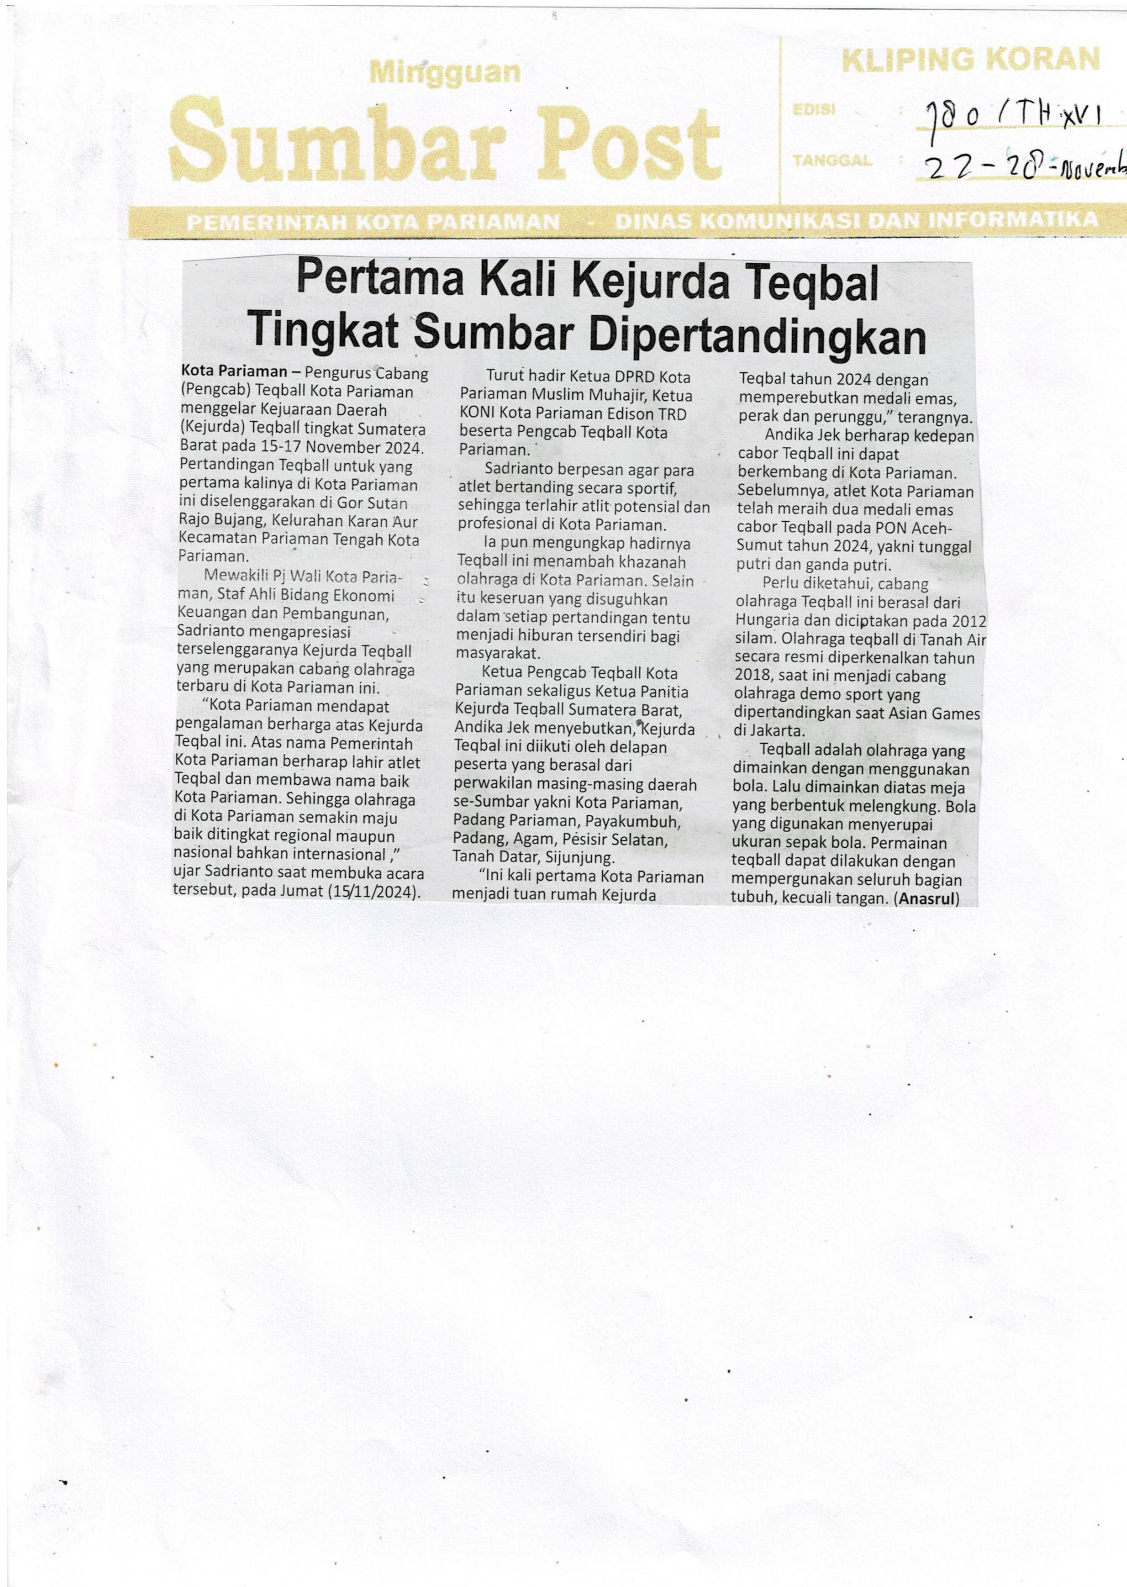 Mingguan
Sumbar Post
KLIPING KORAN
EDISI : 780 / TH XVI
TANGGAL : 22 - 28 - Novemb
PEMERINTAH KOTA PARIAMAN - DINAS KOMUNIKASI DAN INFORMATIKA
Pertama Kali Kejurda Teqbal
Tingkat Sumbar Dipertandingkan
Kota Pariaman – Pengurus Cabang
(Pengcab) Teqball Kota Pariaman
menggelar Kejuaraan Daerah
(Kejurda) Teqball tingkat Sumatera
Barat pada 15-17 November 2024.
Pertandingan Teqball untuk yang
pertama kalinya di Kota Pariaman
ini diselenggarakan di Gor Sutan
Rajo Bujang, Kelurahan Karan Aur
Kecamatan Pariaman Tengah Kota
Pariaman.
Mewakili Pj Wali Kota Paria-
man, Staf Ahli Bidang Ekonomi
Keuangan dan Pembangunan,
Sadrianto mengapresiasi
terselenggaranya Kejurda Teqball
yang merupakan cabang olahraga
terbaru di Kota Pariaman ini.
“Kota Pariaman mendapat
pengalaman berharga atas Kejurda
Teqbal ini. Atas nama Pemerintah
Kota Pariaman berharap lahir atlet
Teqbal dan membawa nama baik
Kota Pariaman. Sehingga olahraga
di Kota Pariaman semakin maju
baik ditingkat regional maupun
nasional bahkan internasional ,”
ujar Sadrianto saat membuka acara
tersebut, pada Jumat (15/11/2024).
Turut hadir Ketua DPRD Kota
Pariaman Muslim Muhajir, Ketua
KONI Kota Pariaman Edison TRD
beserta Pengcab Teqball Kota
Pariaman.
Sadrianto berpesan agar para
atlet bertanding secara sportif,
sehingga terlahir atlit potensial dan
profesional di Kota Pariaman.
Ia pun mengungkap hadirnya
Teqball ini menambah khazanah
olahraga di Kota Pariaman. Selain
itu keseruan yang disuguhkan
dalam setiap pertandingan tentu
menjadi hiburan tersendiri bagi
masyarakat.
Ketua Pengcab Teqball Kota
Pariaman sekaligus Ketua Panitia
Kejurda Teqball Sumatera Barat,
Andika Jek menyebutkan, Kejurda
Teqbal ini diikuti oleh delapan
peserta yang berasal dari
perwakilan masing-masing daerah
se-Sumbar yakni Kota Pariaman,
Padang Pariaman, Payakumbuh,
Padang, Agam, Pesisir Selatan,
Tanah Datar, Sijunjung.
“Ini kali pertama Kota Pariaman
menjadi tuan rumah Kejurda
Teqbal tahun 2024 dengan
memperebutkan medali emas,
perak dan perunggu,” terangnya.
Andika Jek berharap kedepan
cabor Teqball ini dapat
berkembang di Kota Pariaman.
Sebelumnya, atlet Kota Pariaman
telah meraih dua medali emas
cabor Teqball pada PON Aceh-
Sumut tahun 2024, yakni tunggal
putri dan ganda putri.
Perlu diketahui, cabang
olahraga Teqball ini berasal dari
Hungaria dan diciptakan pada 2012
silam. Olahraga teqball di Tanah Air
secara resmi diperkenalkan tahun
2018, saat ini menjadi cabang
olahraga demo sport yang
dipertandingkan saat Asian Games
di Jakarta.
Teqball adalah olahraga yang
dimainkan dengan menggunakan
bola. Lalu dimainkan diatas meja
yang berbentuk melengkung. Bola
yang digunakan menyerupai
ukuran sepak bola. Permainan
teqball dapat dilakukan dengan
mempergunakan seluruh bagian
tubuh, kecuali tangan. (Anasrul)